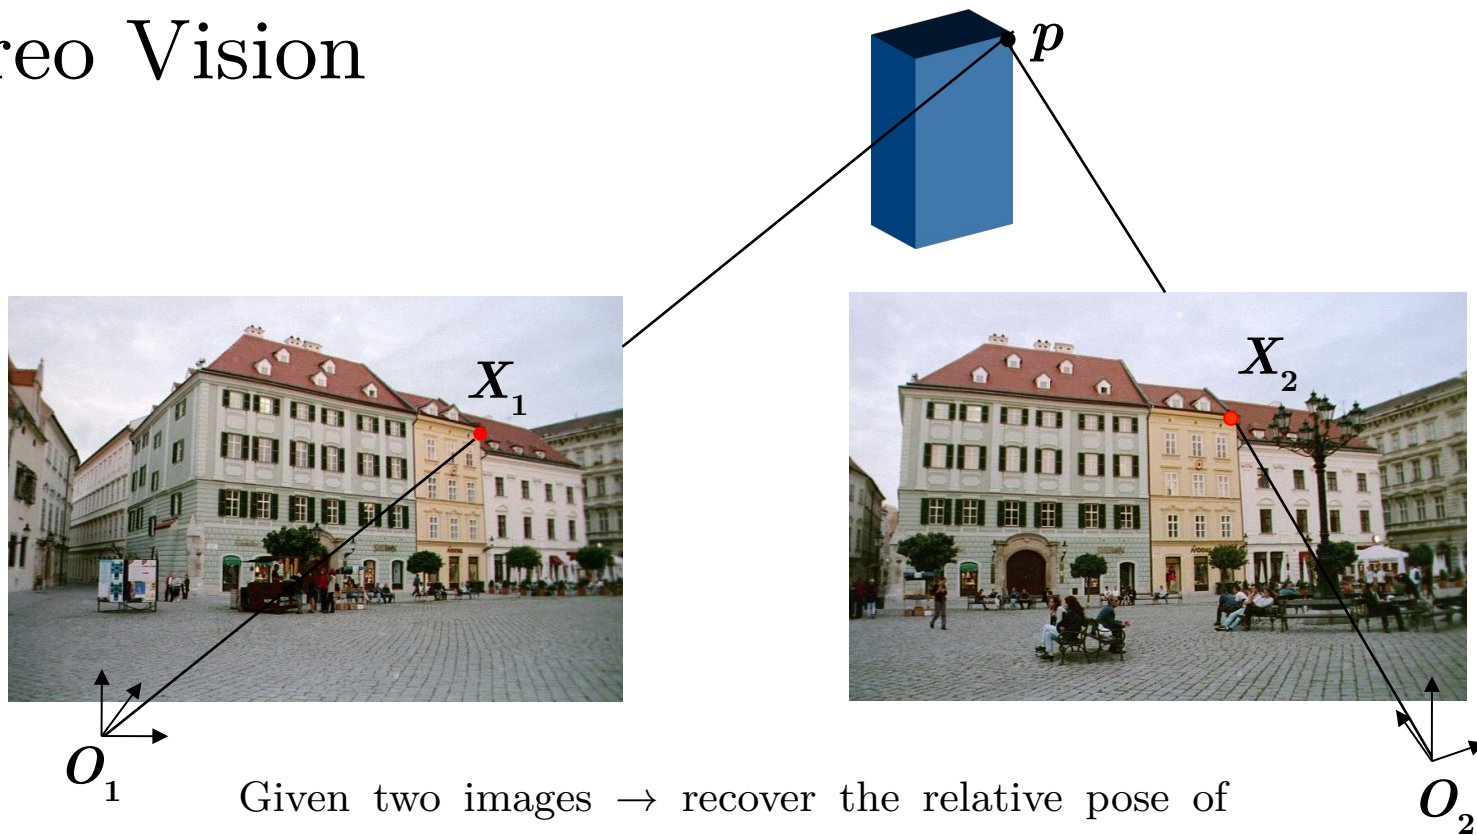 reo Vision
p
X₁
X₂
O₁
O₂
Given two images → recover the relative pose of